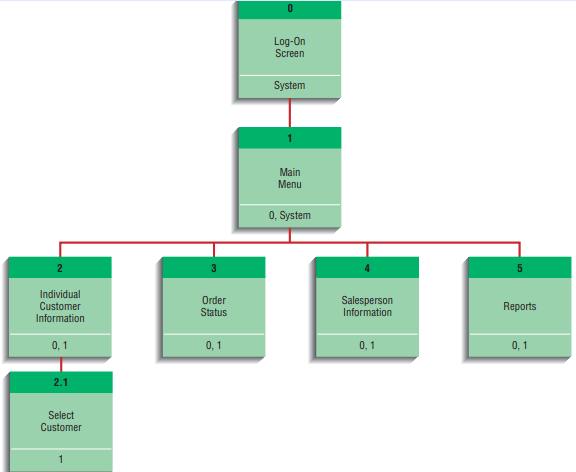 0
Log-On
Screen
System
1
Main
Menu
0, System
2
Individual
Customer
Information
0, 1
3
Order
Status
0, 1
4
Salesperson
Information
0, 1
5
Reports
0, 1
2.1
Select
Customer
1